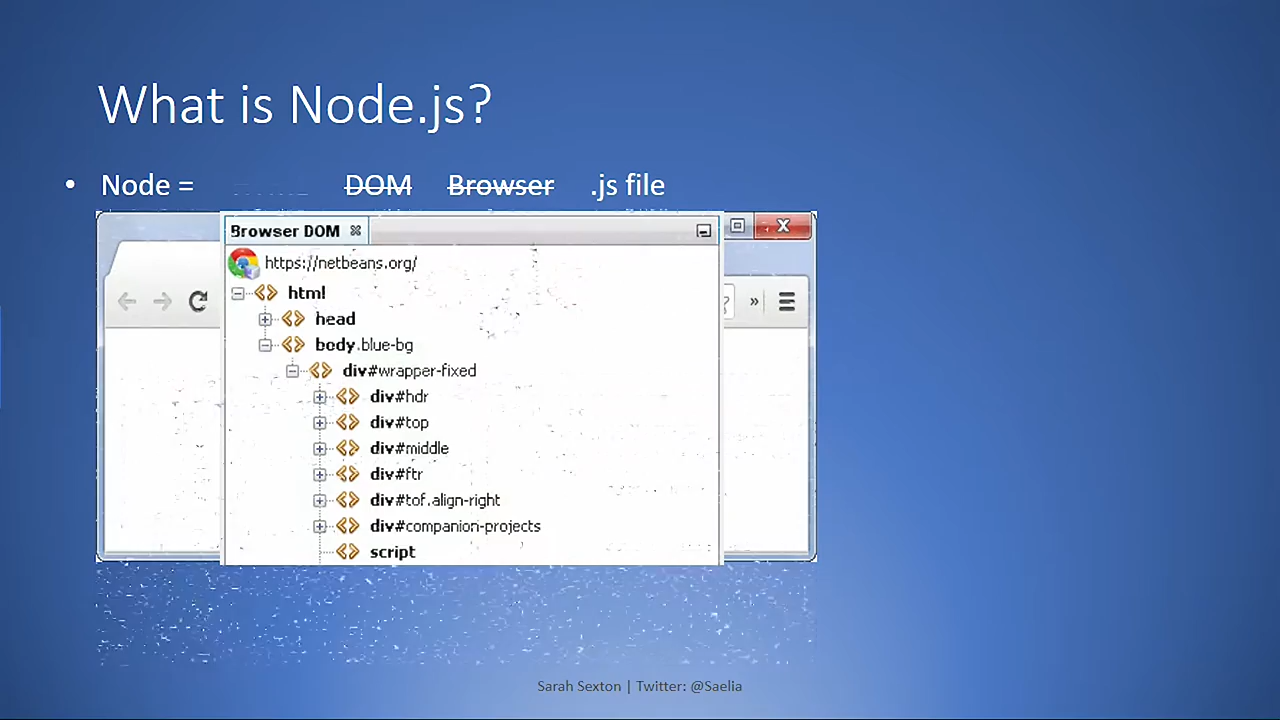 What is Node.js?
• Node = DOM Browser .js file
Browser DOM
https://netbeans.org/
html
head
body.blue-bg
div#wrapper-fixed
div#hdr
div#top
div#middle
div#ftr
div#tof.align-right
div#companion-projects
script
Sarah Sexton | Twitter: @Saelia